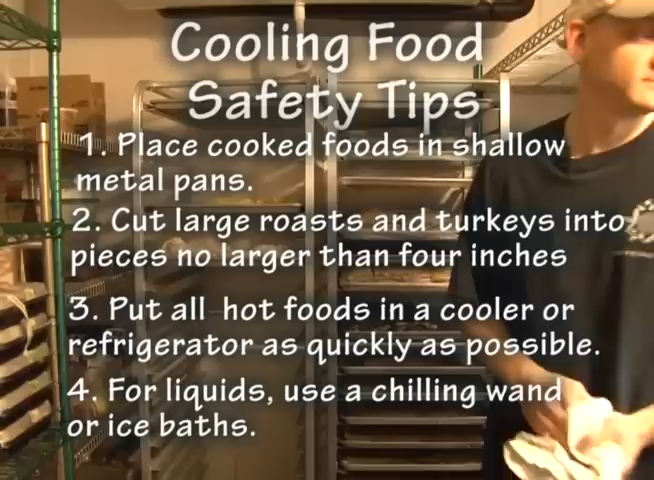 Cooling Food
Safety Tips
1. Place cooked foods in shallow
metal pans.
2. Cut large roasts and turkeys into
pieces no larger than four inches
3. Put all hot foods in a cooler or
refrigerator as quickly as possible.
4. For liquids, use a chilling wand
or ice baths.